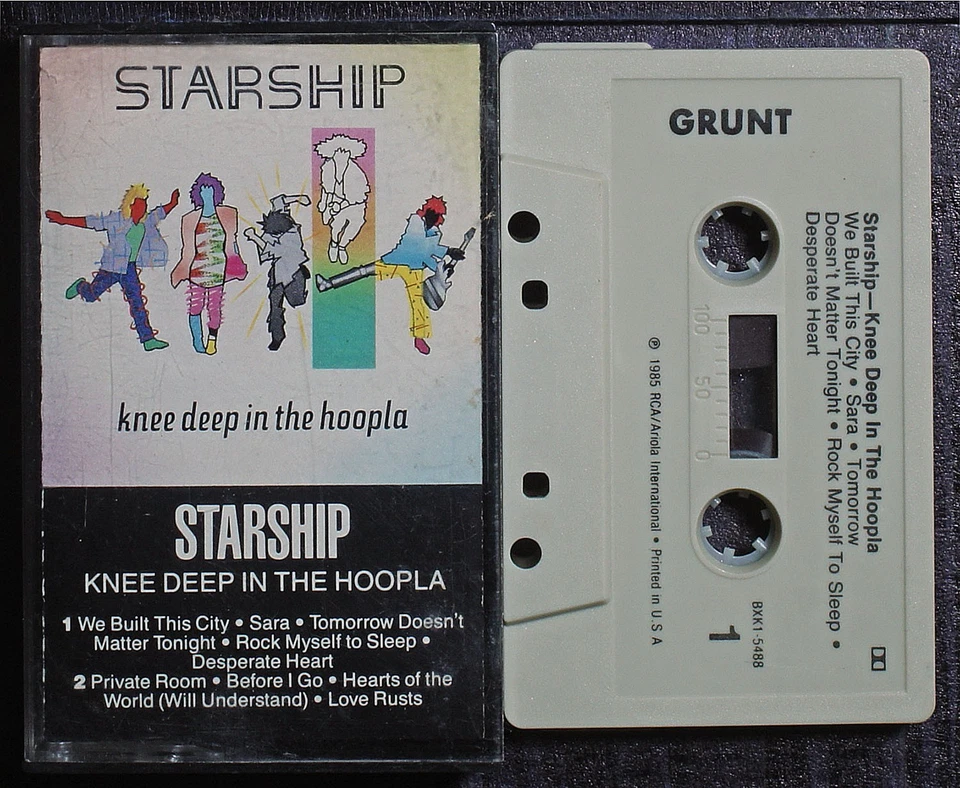 STARSHIP
knee deep in the hoopla
STARSHIP
KNEE DEEP IN THE HOOPLA
1 We Built This City • Sara • Tomorrow Doesn't
Matter Tonight • Rock Myself to Sleep •
Desperate Heart
2 Private Room • Before I Go • Hearts of the
World (Will Understand) • Love Rusts
GRUNT
Starship—Knee Deep In The Hoopla
We Built This City • Sara • Tomorrow
Doesn't Matter Tonight • Rock Myself To Sleep •
Desperate Heart
100 50 0
℗ 1985 RCA/Ariola International • Printed in U.S A
BXK1-5488
1